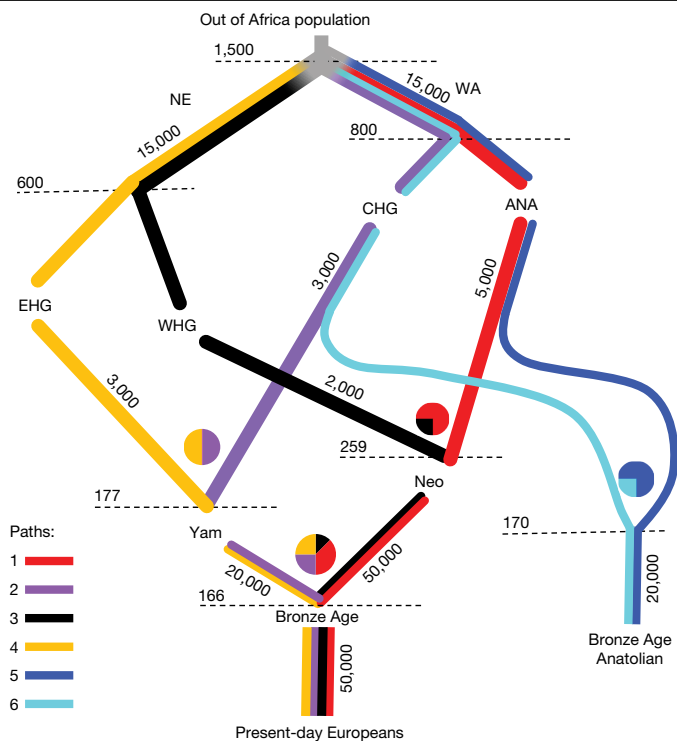 Out of Africa population
1,500
NE
15,000
15,000
WA
800
600
CHG
ANA
3,000
5,000
EHG
WHG
3,000
2,000
259
Neo
177
Yam
170
Paths:
1
2
3
4
5
6
20,000
50,000
166
Bronze Age
20,000
Bronze Age
Anatolian
50,000
Present-day Europeans